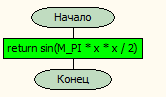 Начало
return sin(M_PI * x * x / 2)
Конец